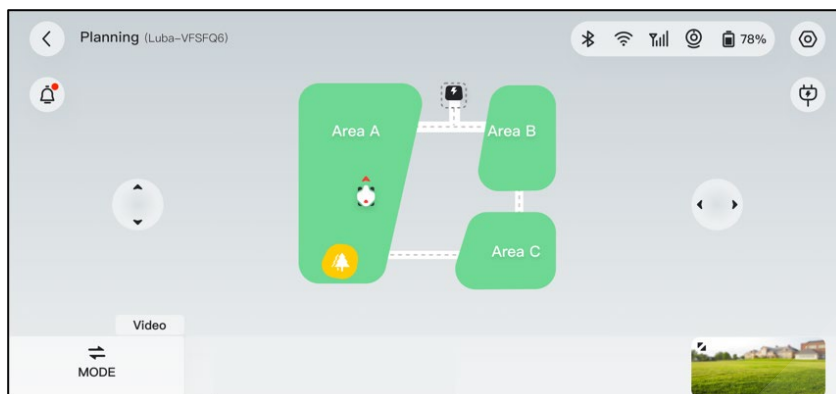 Planning (Luba-VFSFQ6)
78%
Area A
Area B
Area C
Video
MODE